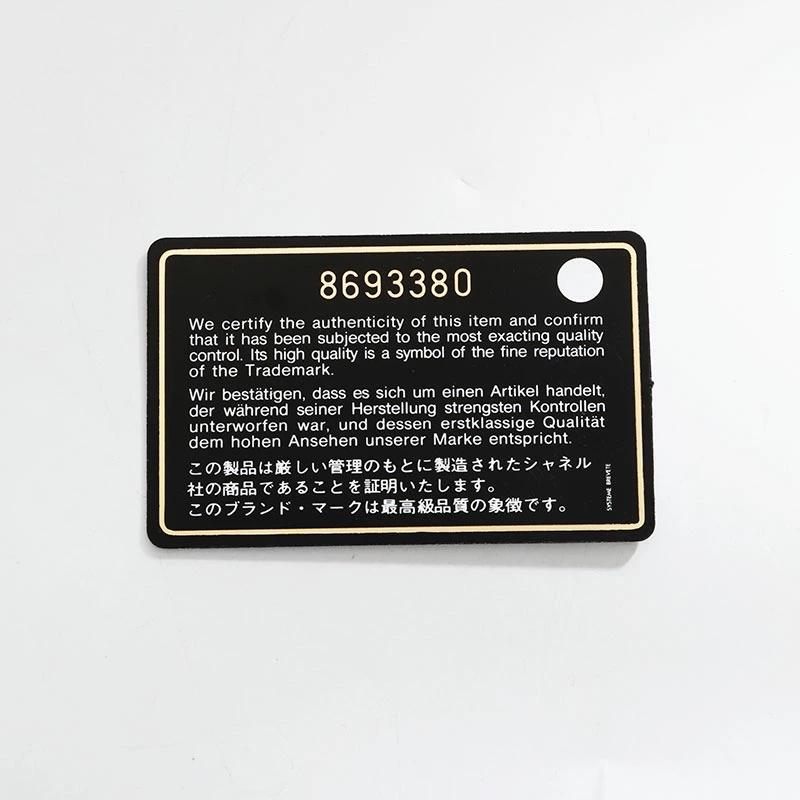 8693380
We certify the authenticity of this item and confirm
that it has been subjected to the most exacting quality
control. Its high quality is a symbol of the fine reputation
of the Trademark.
Wir bestätigen, dass es sich um einen Artikel handelt,
der während seiner Herstellung strengsten Kontrollen
unterworfen war, und dessen erstklassige Qualität
dem hohen Ansehen unserer Marke entspricht.
この製品は厳しい管理のもとに製造されたシャネル
社の商品であることを証明いたします。
このブランド・マークは最高級品質の象徴です。
SYSTEME BREVETE